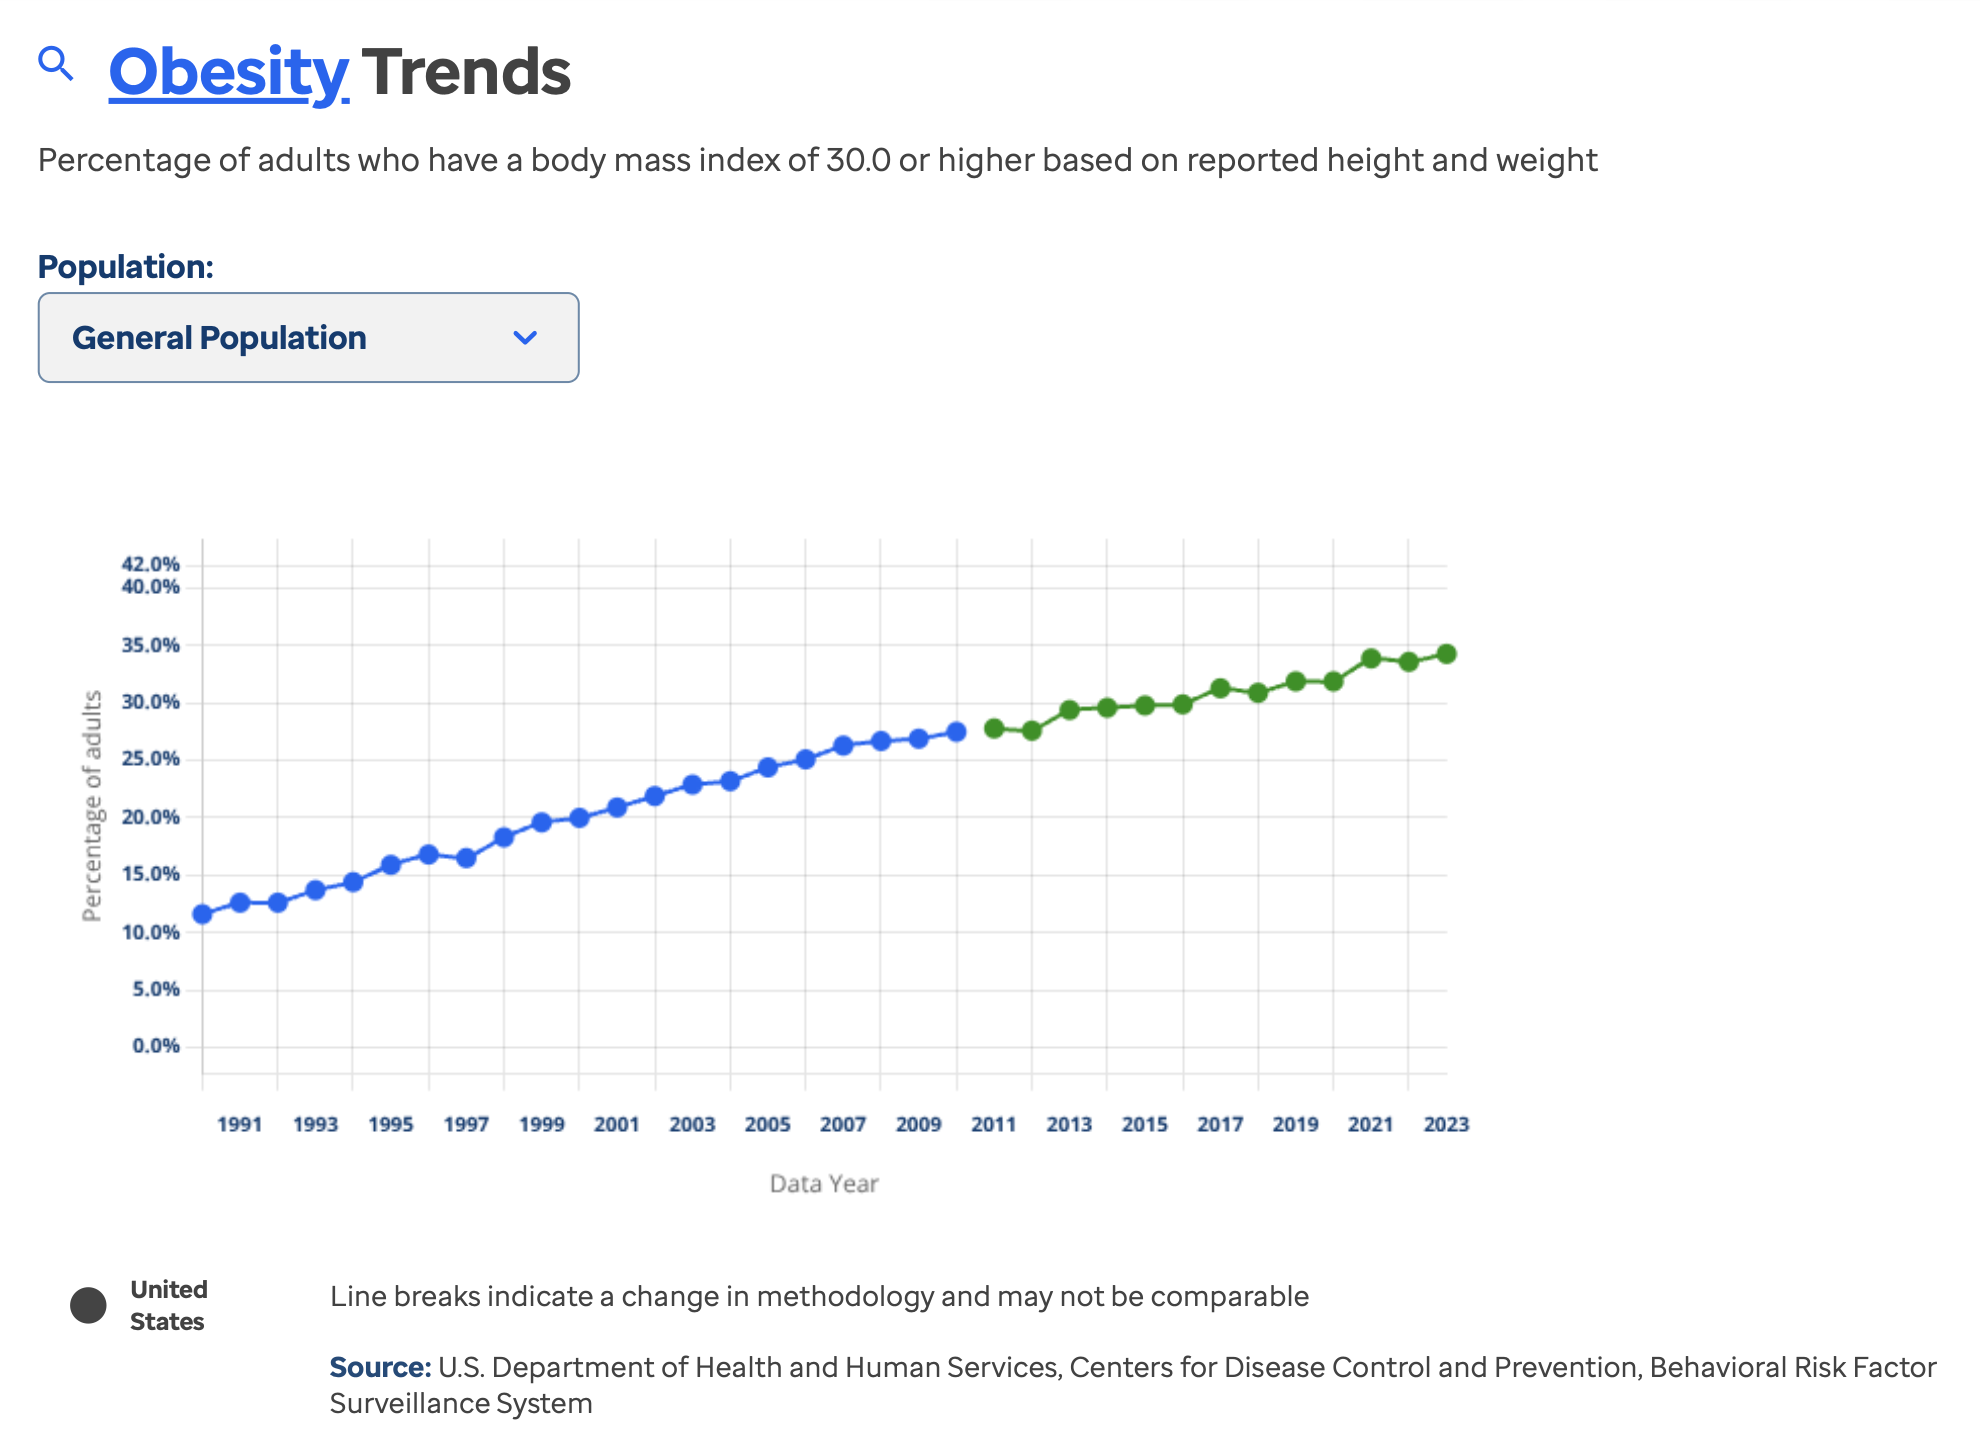 Obesity Trends
Percentage of adults who have a body mass index of 30.0 or higher based on reported height and weight
Population:
General Population
42.0%
40.0%
35.0%
30.0%
25.0%
20.0%
15.0%
10.0%
5.0%
0.0%
Percentage of adults
1991 1993 1995 1997 1999 2001 2003 2005 2007 2009 2011 2013 2015 2017 2019 2021 2023
Data Year
United
States
Line breaks indicate a change in methodology and may not be comparable
Source: U.S. Department of Health and Human Services, Centers for Disease Control and Prevention, Behavioral Risk Factor
Surveillance System